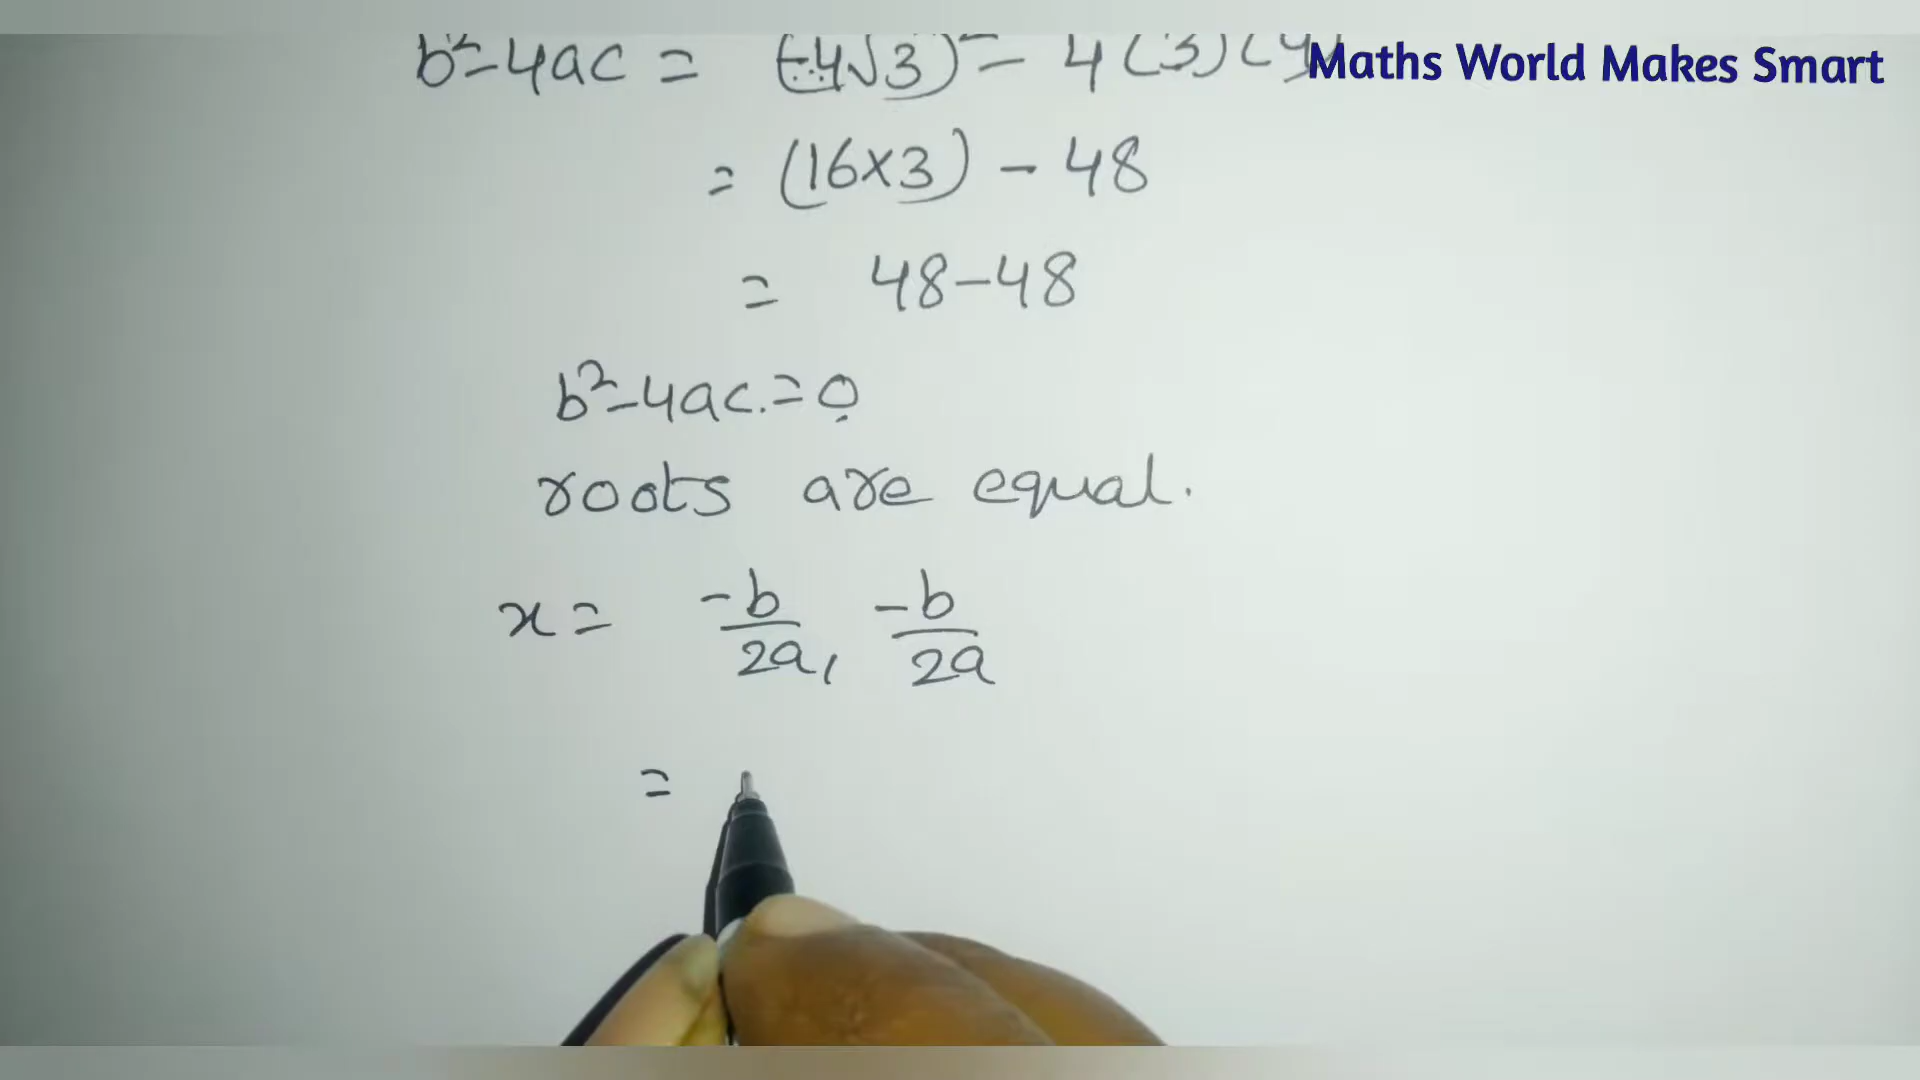 b²-4ac = (-4√3)² - 4(3)(4)
Maths World Makes Smart
= (16×3) - 48
= 48-48
b²-4ac.=0
roots are equal.
x= -b/2a, -b/2a
=